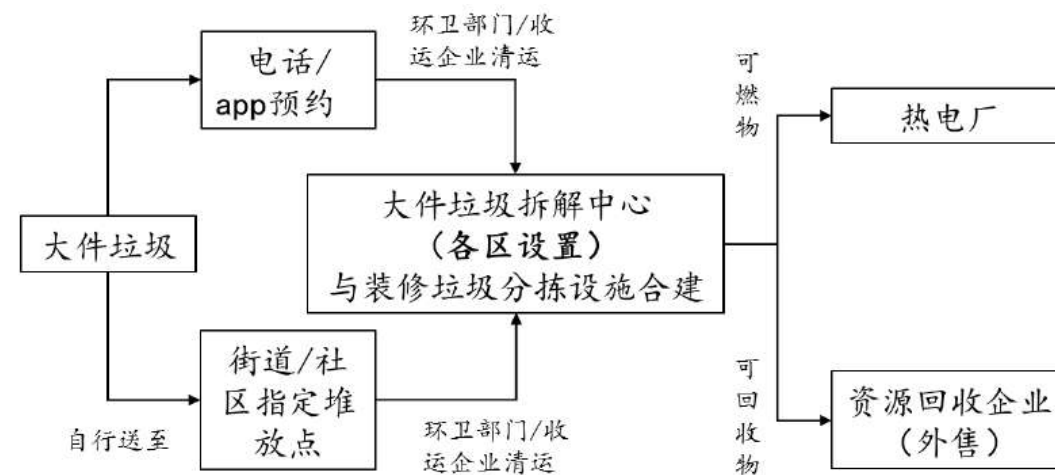 电话/
app预约
环卫部门/收
运企业清运
大件垃圾
自行送至
街道/社
区指定堆
放点
环卫部门/收
运企业清运
大件垃圾拆解中心
（各区设置）
与装修垃圾分拣设施合建
可
燃
物
热电厂
可
回
收
物
资源回收企业
（外售）